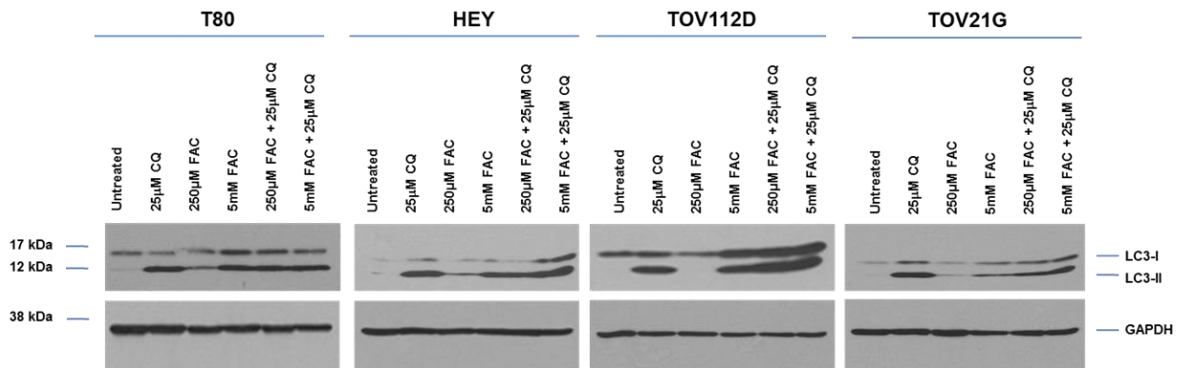 T80
HEY
TOV112D
TOV21G
Untreated
25µM CQ
250µM FAC
5mM FAC
250µM FAC + 25µM CQ
5mM FAC + 25µM CQ
Untreated
25µM CQ
250µM FAC
5mM FAC
250µM FAC + 25µM CQ
5mM FAC + 25µM CQ
Untreated
25µM CQ
250µM FAC
5mM FAC
250µM FAC + 25µM CQ
5mM FAC + 25µM CQ
Untreated
25µM CQ
250µM FAC
5mM FAC
250µM FAC + 25µM CQ
5mM FAC + 25µM CQ
17 kDa
12 kDa
38 kDa
LC3-I
LC3-II
GAPDH